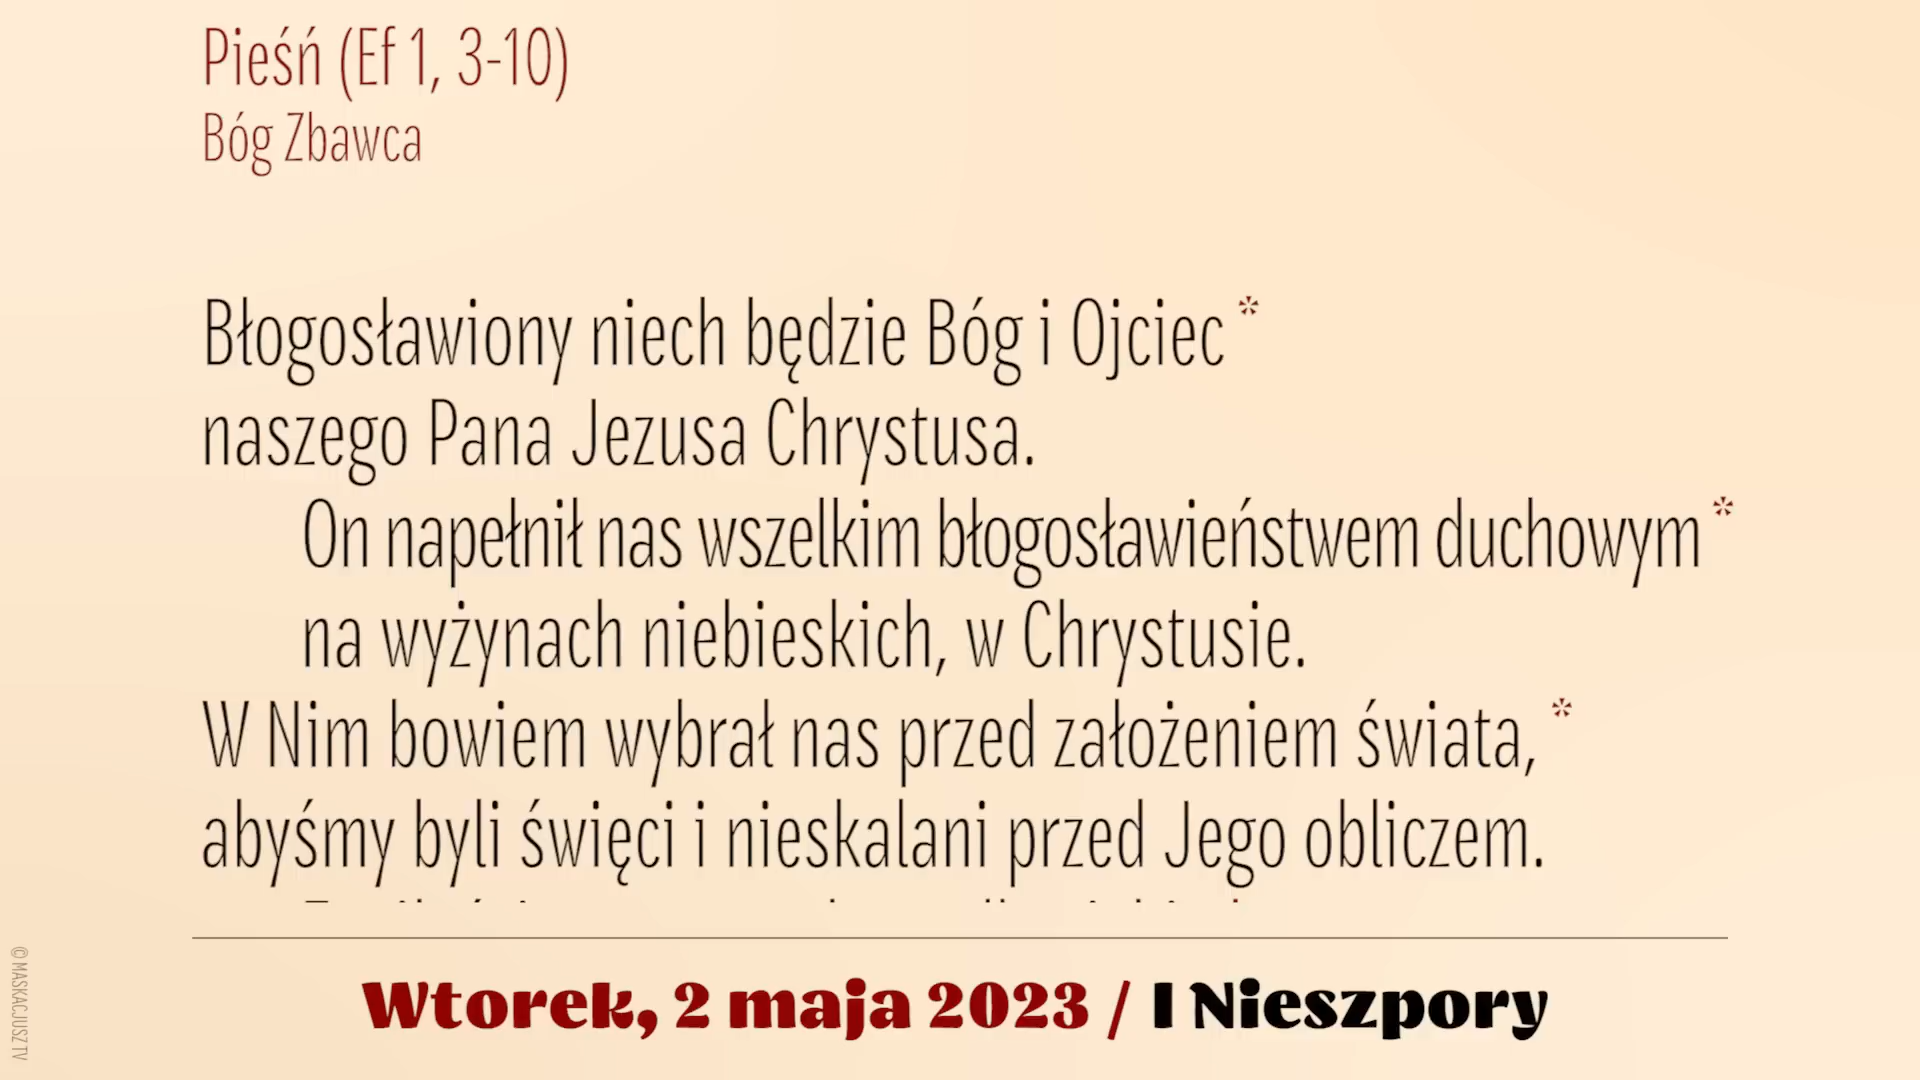 Pieśń (Ef 1, 3-10)
Bóg Zbawca
Błogosławiony niech będzie Bóg i Ojciec *
naszego Pana Jezusa Chrystusa.
On napełnił nas wszelkim błogosławieństwem duchowym *
na wyżynach niebieskich, w Chrystusie.
W Nim bowiem wybrał nas przed założeniem świata, *
abyśmy byli święci i nieskalani przed Jego obliczem.
Wtorek, 2 maja 2023 / I Nieszpory
© MASKACJUSZ TV